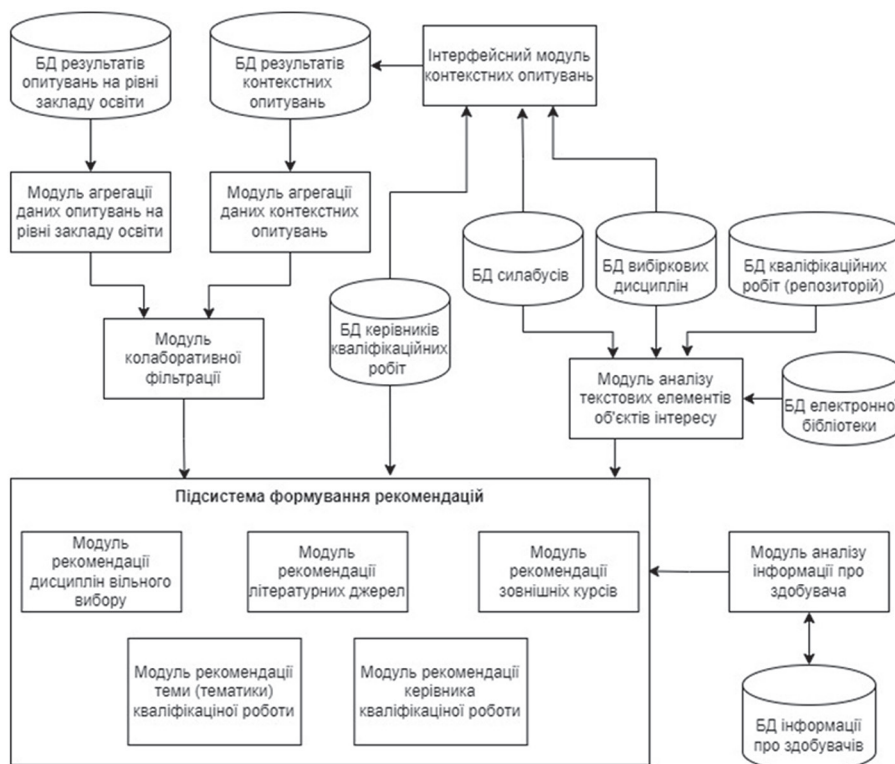 БД результатів
опитувань на рівні
закладу освіти
БД результатів
контекстних
опитувань
Інтерфейсний модуль
контекстних опитувань
Модуль агрегації
даних опитувань на
рівні закладу освіти
Модуль агрегації
даних контекстних
опитувань
БД силабусів
БД вибіркових
дисциплін
БД кваліфікаційних
робіт (репозиторій)
Модуль
колаборативної
фільтрації
БД керівників
кваліфікаційних
робіт
Модуль аналізу
текстових елементів
об'єктів інтересу
БД електронної
бібліотеки
Підсистема формування рекомендацій
Модуль
рекомендації
дисциплін вільного
вибору
Модуль
рекомендації
літературних джерел
Модуль
рекомендації
зовнішніх курсів
Модуль аналізу
інформації про
здобувача
Модуль рекомендації
теми (тематики)
кваліфікаціної роботи
Модуль рекомендації
керівника
кваліфікаціної роботи
БД інформації
про здобувачів